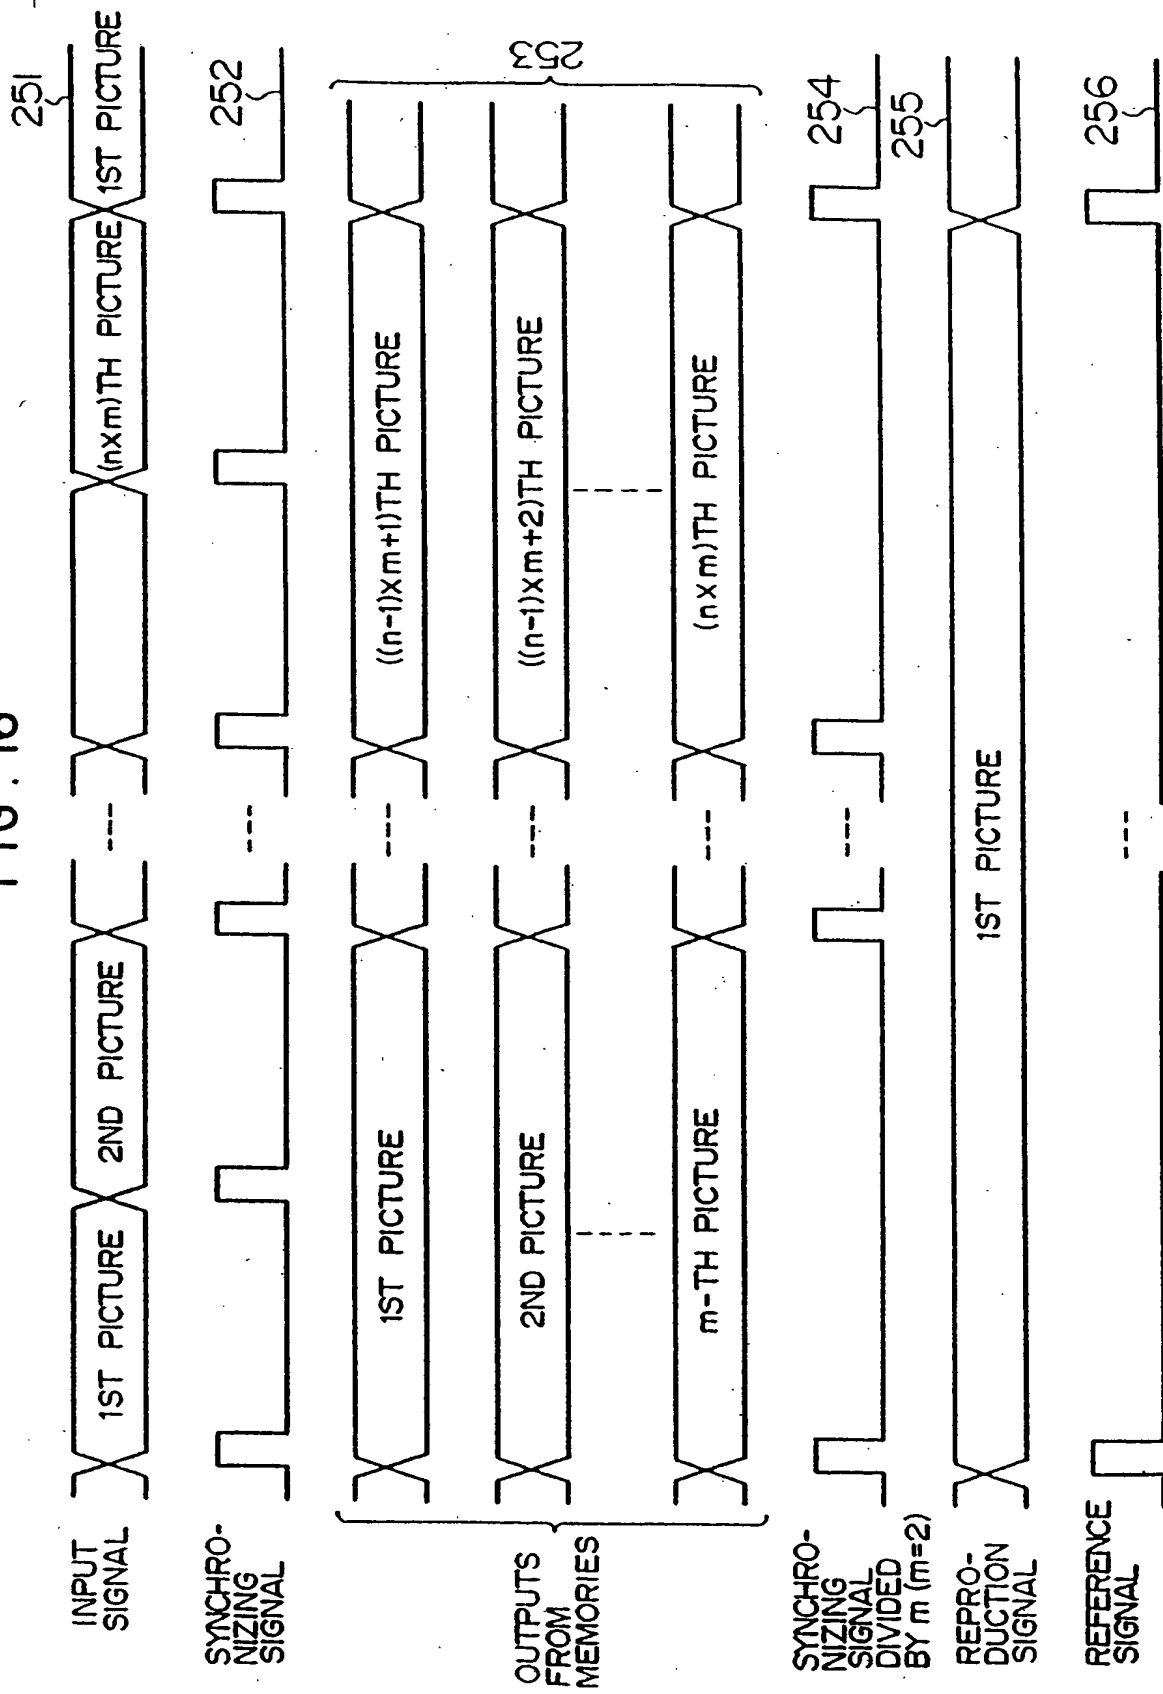 251
INPUT
SIGNAL
1ST PICTURE
2ND PICTURE
---
(n×m)TH PICTURE
1ST PICTURE
252
SYNCHRO-
NIZING
SIGNAL
---
253
OUTPUTS
FROM
MEMORIES
1ST PICTURE
---
((n-1)×m+1)TH PICTURE
2ND PICTURE
---
((n-1)×m+2)TH PICTURE
m-TH PICTURE
---
(n×m)TH PICTURE
254
SYNCHRO-
NIZING
SIGNAL
DIVIDED
BY m (m=2)
---
255
REPRO-
DUCTION
SIGNAL
1ST PICTURE
256
REFERENCE
SIGNAL
---